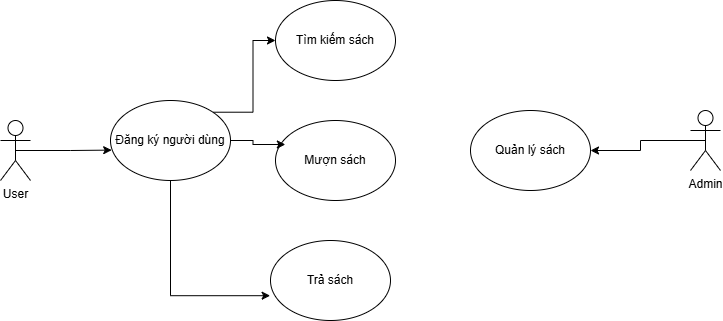 Tìm kiếm sách
Đăng ký người dùng
Mượn sách
Quản lý sách
User
Admin
Trả sách